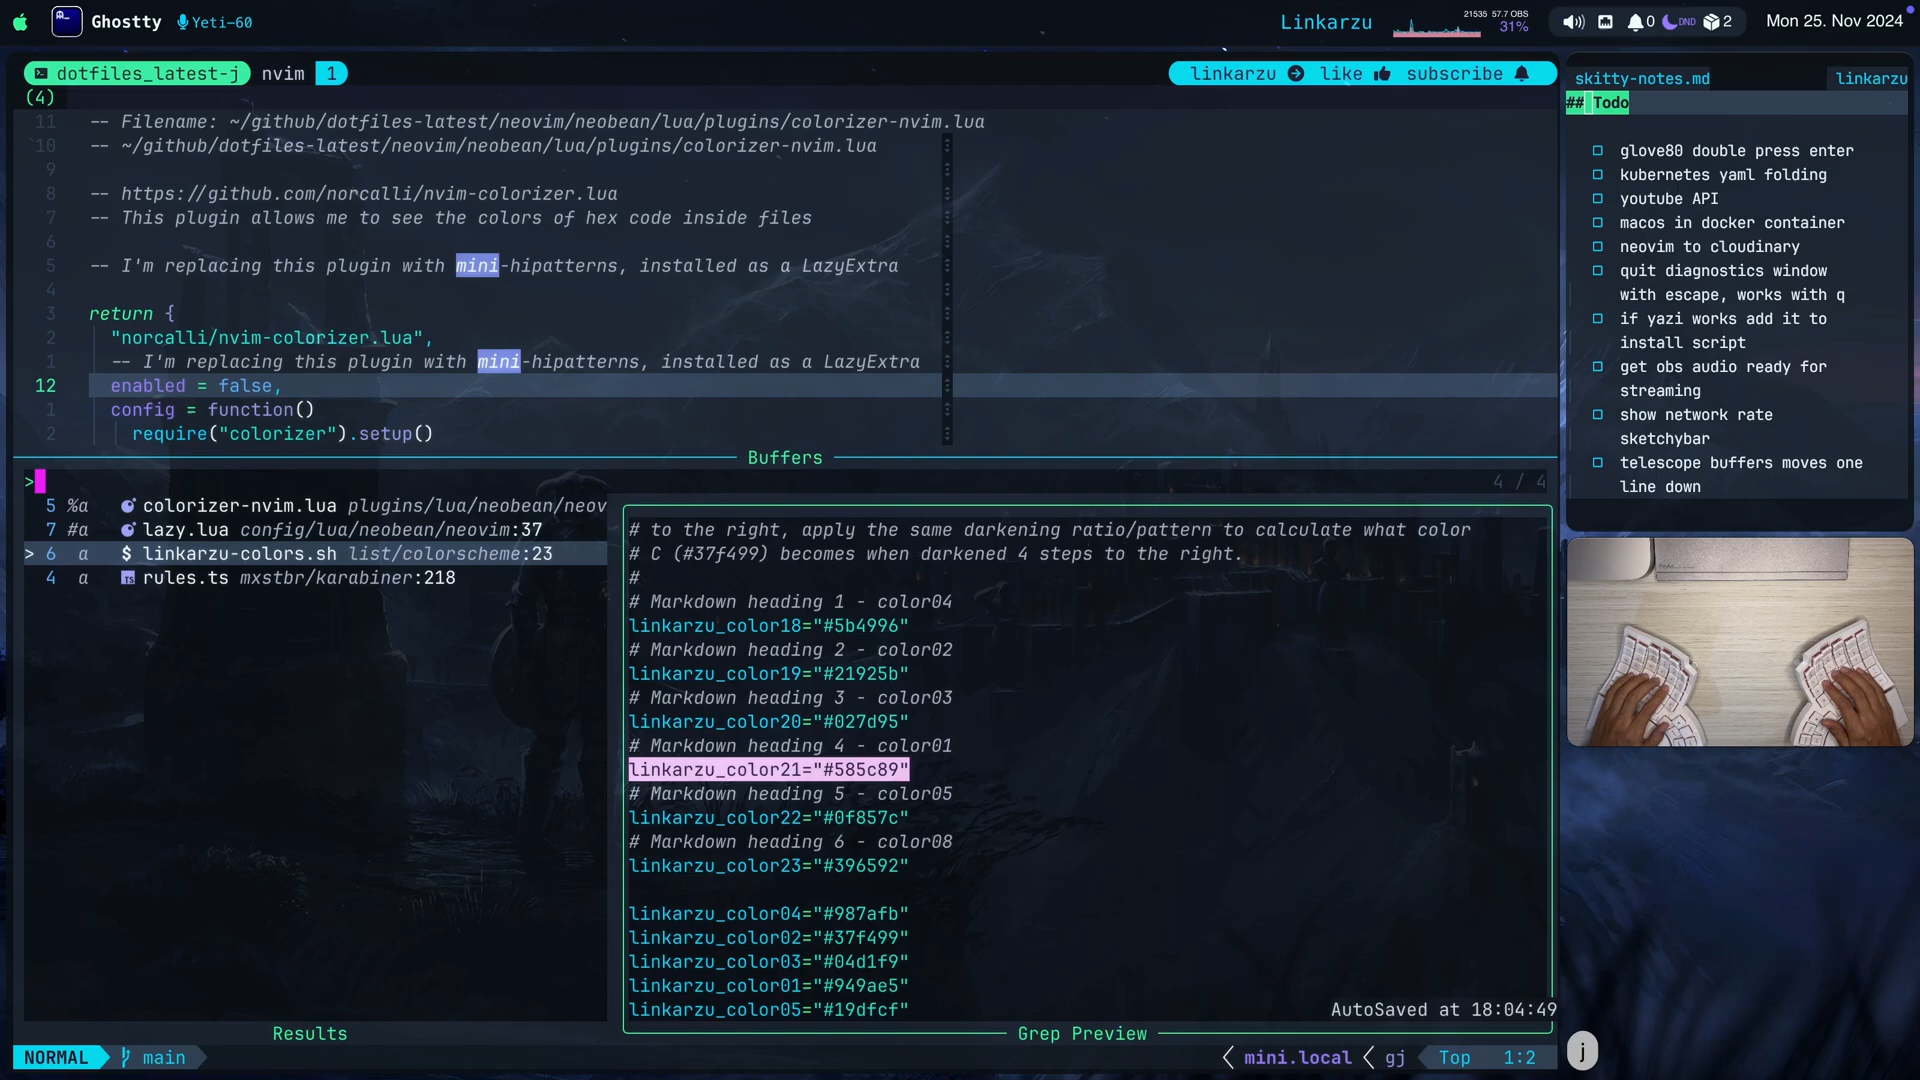 Ghostty Yeti-60 Linkarzu 21535 57.7 OBS 31% 0 DND 2 Mon 25. Nov 2024
dotfiles_latest-j nvim 1 linkarzu like subscribe
(4)
11 -- Filename: ~/github/dotfiles-latest/neovim/neobean/lua/plugins/colorizer-nvim.lua
10 -- ~/github/dotfiles-latest/neovim/neobean/lua/plugins/colorizer-nvim.lua
9
8 -- https://github.com/norcalli/nvim-colorizer.lua
7 -- This plugin allows me to see the colors of hex code inside files
6
5 -- I'm replacing this plugin with mini-hipatterns, installed as a LazyExtra
4
3 return {
2 "norcalli/nvim-colorizer.lua",
1 -- I'm replacing this plugin with mini-hipatterns, installed as a LazyExtra
12 enabled = false,
1 config = function()
2 require("colorizer").setup()
Buffers
> 4 / 4
5 %a colorizer-nvim.lua plugins/lua/neobean/neov
7 #a lazy.lua config/lua/neobean/neovim:37
> 6 a $ linkarzu-colors.sh list/colorscheme:23
4 a TS rules.ts mxstbr/karabiner:218
Results
# to the right, apply the same darkening ratio/pattern to calculate what color
# C (#37f499) becomes when darkened 4 steps to the right.
#
# Markdown heading 1 - color04
linkarzu_color18="#5b4996"
# Markdown heading 2 - color02
linkarzu_color19="#21925b"
# Markdown heading 3 - color03
linkarzu_color20="#027d95"
# Markdown heading 4 - color01
linkarzu_color21="#585c89"
# Markdown heading 5 - color05
linkarzu_color22="#0f857c"
# Markdown heading 6 - color08
linkarzu_color23="#396592"
linkarzu_color04="#987afb"
linkarzu_color02="#37f499"
linkarzu_color03="#04d1f9"
linkarzu_color01="#949ae5"
linkarzu_color05="#19dfcf"
AutoSaved at 18:04:49
Grep Preview
NORMAL main mini.local gj Top 1:2
skitty-notes.md linkarzu
## Todo
glove80 double press enter
kubernetes yaml folding
youtube API
macos in docker container
neovim to cloudinary
quit diagnostics window
with escape, works with q
if yazi works add it to
install script
get obs audio ready for
streaming
show network rate
sketchybar
telescope buffers moves one
line down
j